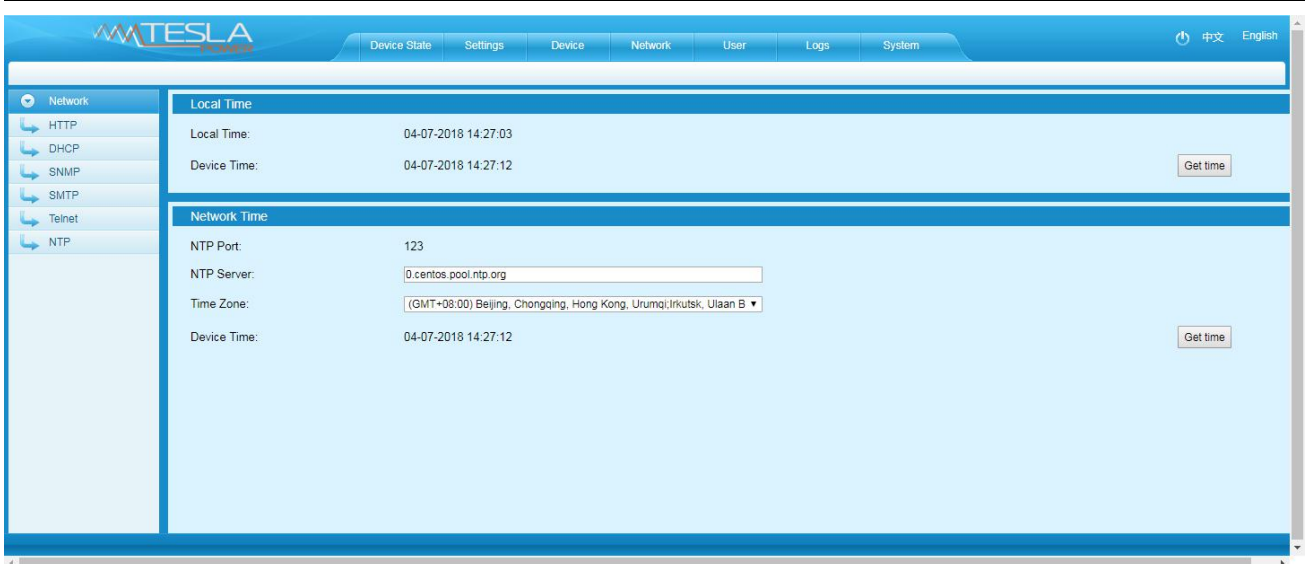 TESLA
POWER
Device State Settings Device Network User Logs System
中文 English
Network
HTTP
DHCP
SNMP
SMTP
Telnet
NTP
Local Time
Local Time: 04-07-2018 14:27:03
Device Time: 04-07-2018 14:27:12 Get time
Network Time
NTP Port: 123
NTP Server: 0.centos.pool.ntp.org
Time Zone: (GMT+08:00) Beijing, Chongqing, Hong Kong, Urumqi;Irkutsk, Ulaan B
Device Time: 04-07-2018 14:27:12 Get time